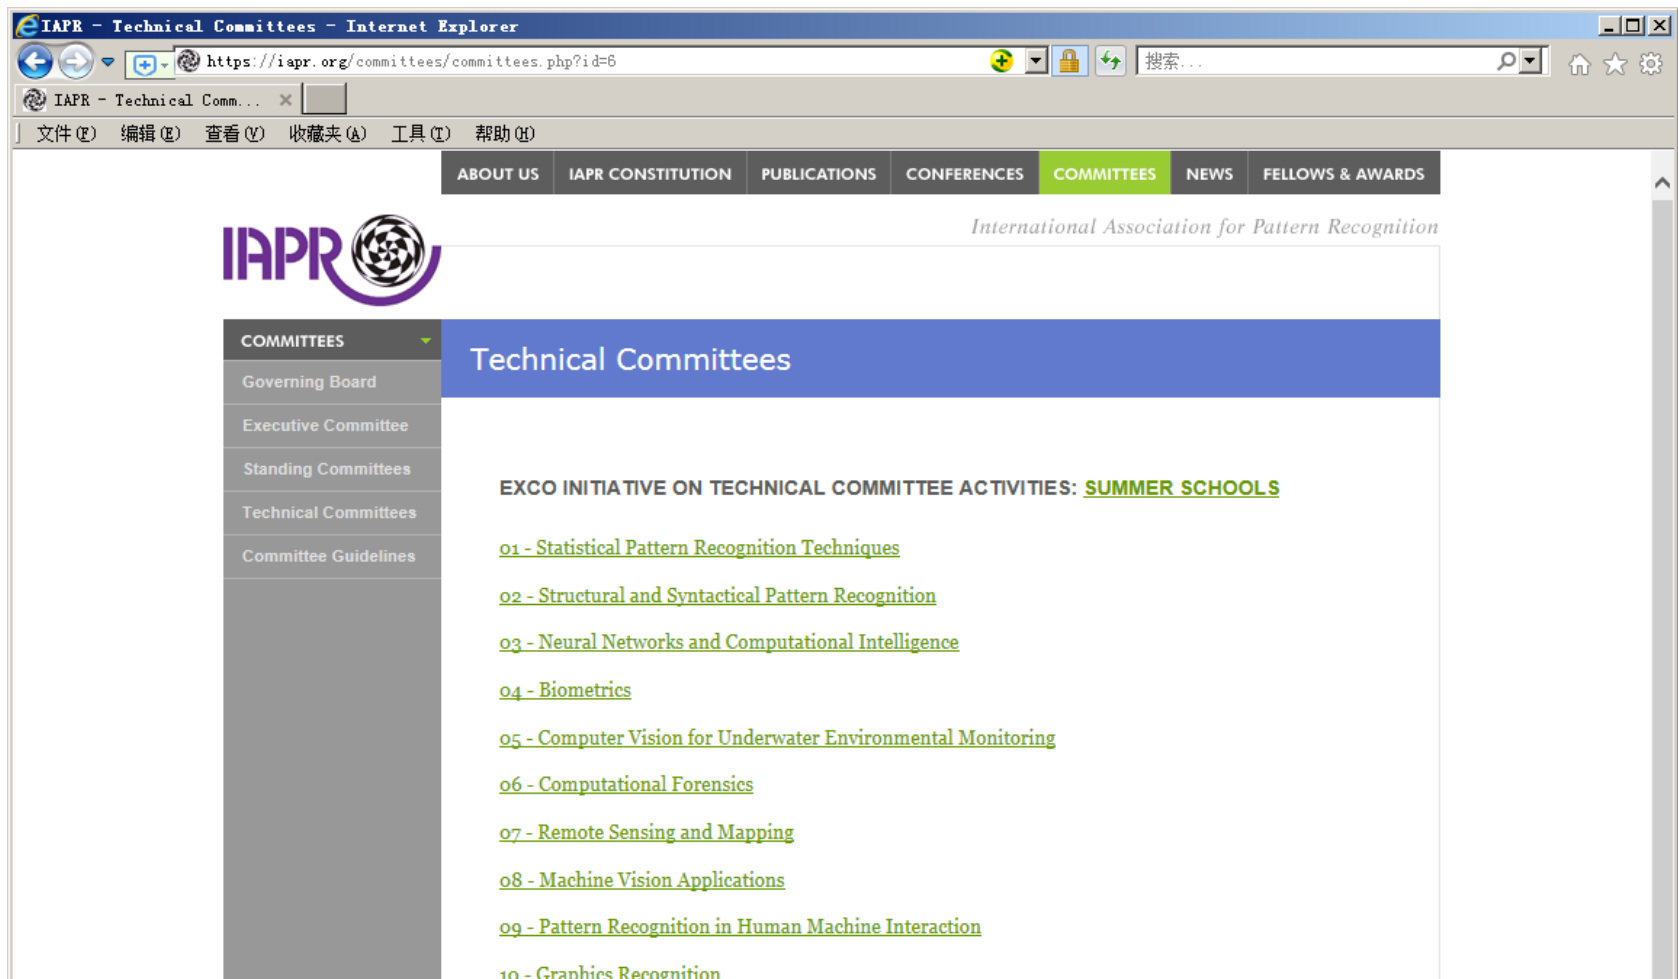 IAPR - Technical Committees - Internet Explorer
https://iapr.org/committees/committees.php?id=6
搜索...
IAPR - Technical Comm...
文件(F) 编辑(E) 查看(V) 收藏夹(A) 工具(T) 帮助(H)
ABOUT US IAPR CONSTITUTION PUBLICATIONS CONFERENCES COMMITTEES NEWS FELLOWS & AWARDS
International Association for Pattern Recognition
IAPR
COMMITTEES
Governing Board
Executive Committee
Standing Committees
Technical Committees
Committee Guidelines
Technical Committees
EXCO INITIATIVE ON TECHNICAL COMMITTEE ACTIVITIES: SUMMER SCHOOLS
01 - Statistical Pattern Recognition Techniques
02 - Structural and Syntactical Pattern Recognition
03 - Neural Networks and Computational Intelligence
04 - Biometrics
05 - Computer Vision for Underwater Environmental Monitoring
06 - Computational Forensics
07 - Remote Sensing and Mapping
08 - Machine Vision Applications
09 - Pattern Recognition in Human Machine Interaction
10 - Graphics Recognition